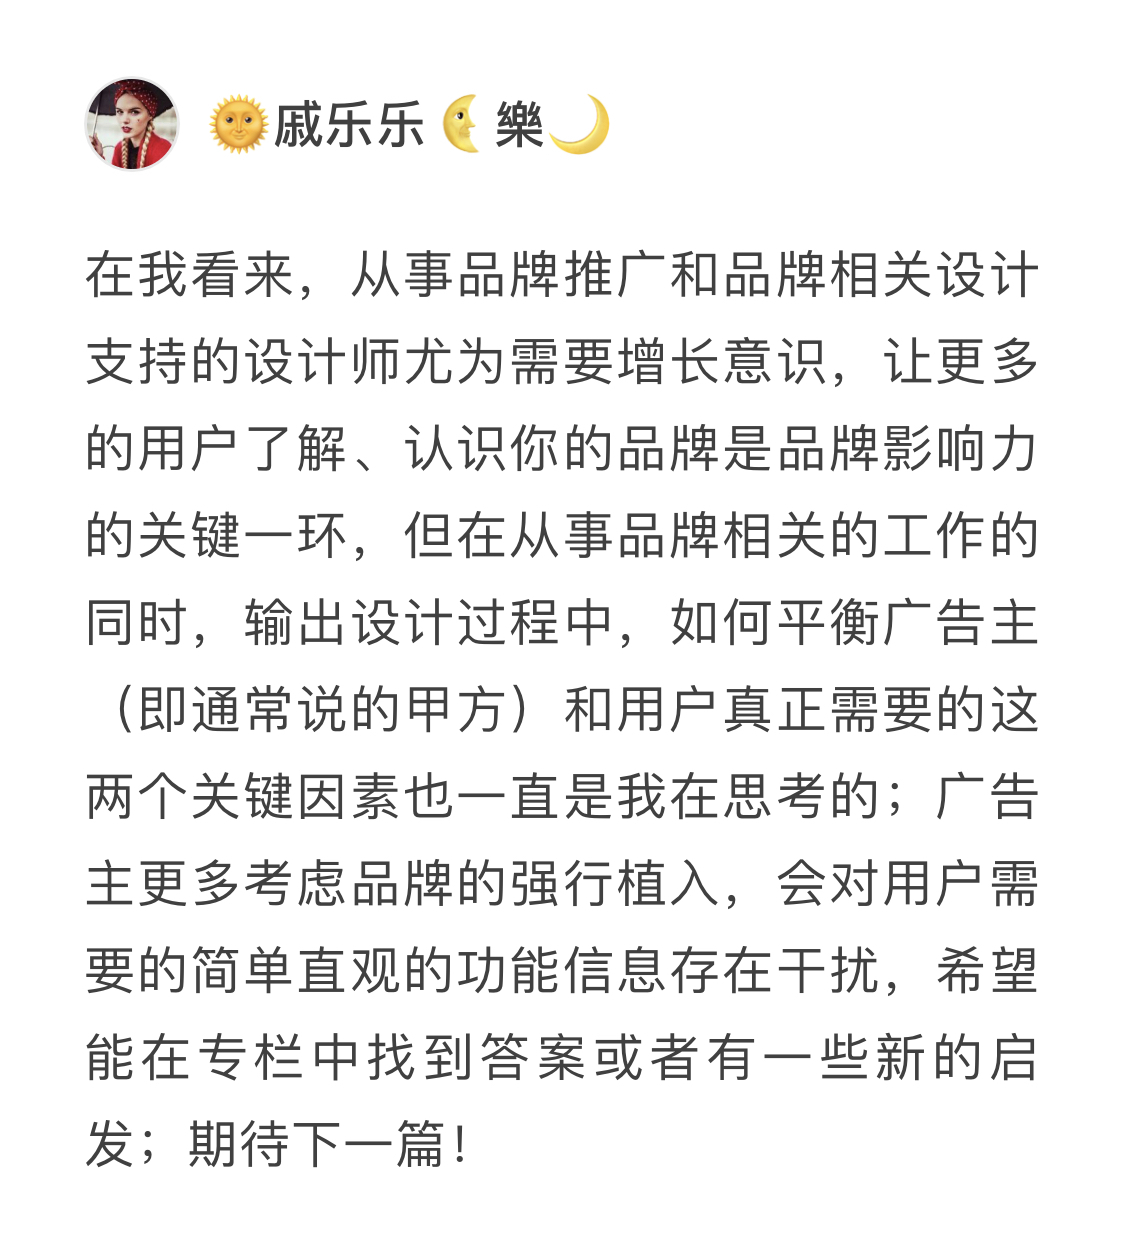 🌞戚乐乐🌜樂🌙
在我看来，从事品牌推广和品牌相关设计
支持的设计师尤为需要增长意识，让更多
的用户了解、认识你的品牌是品牌影响力
的关键一环，但在从事品牌相关的工作的
同时，输出设计过程中，如何平衡广告主
（即通常说的甲方）和用户真正需要的这
两个关键因素也一直是我在思考的；广告
主更多考虑品牌的强行植入，会对用户需
要的简单直观的功能信息存在干扰，希望
能在专栏中找到答案或者有一些新的启
发；期待下一篇！